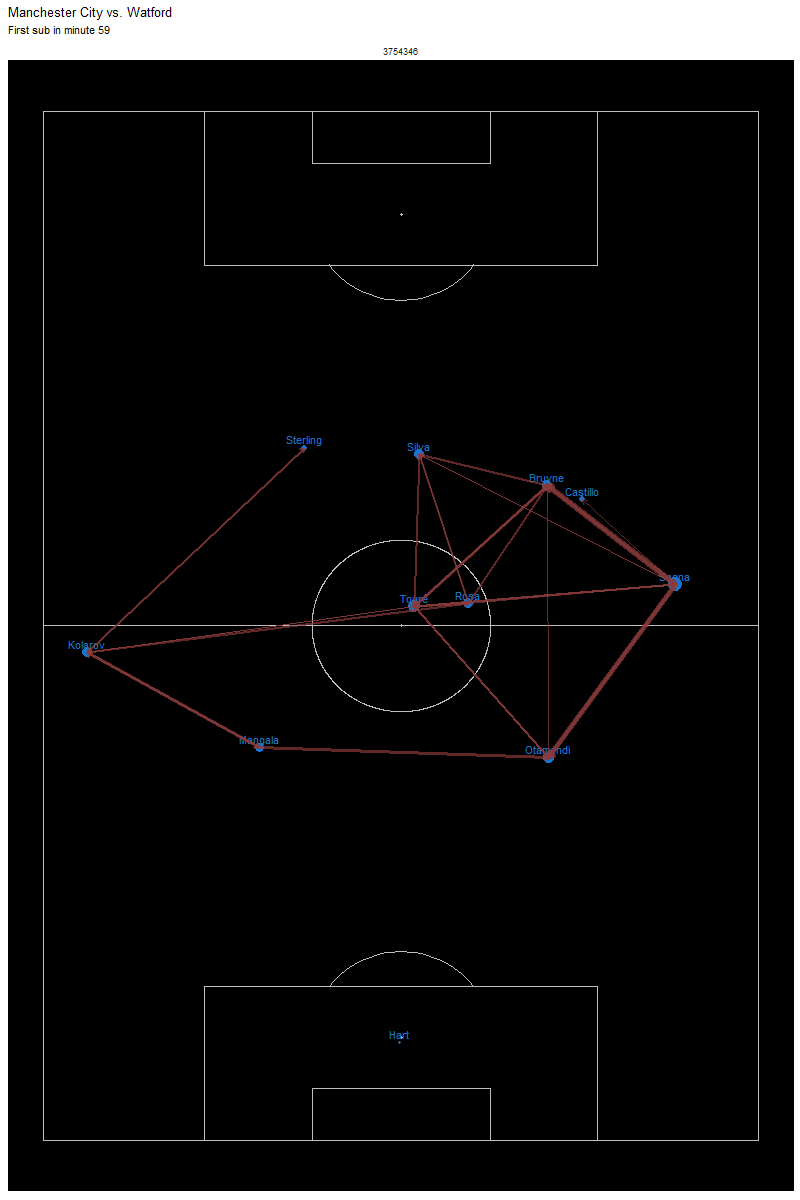 Manchester City vs. Watford
First sub in minute 59
3754346
Sterling
Silva
Bruyne
Castillo
Sagna
Toure
Rosa
Kolarov
Mangala
Otamendi
Hart